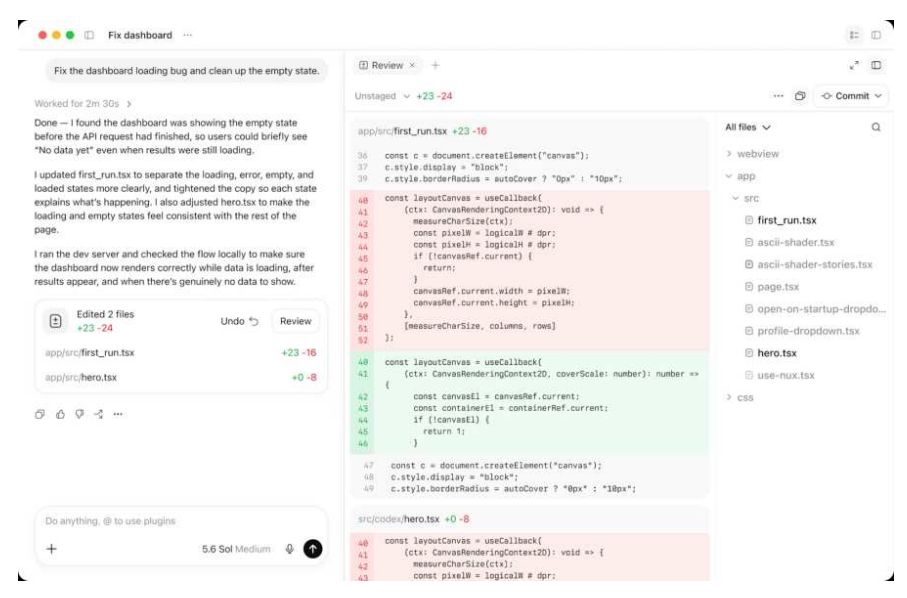 Fix dashboard ···
Fix the dashboard loading bug and clean up the empty state.
Worked for 2m 30s >
Done — I found the dashboard was showing the empty state
before the API request had finished, so users could briefly see
"No data yet" even when results were still loading.
I updated first_run.tsx to separate the loading, error, empty, and
loaded states more clearly, and tightened the copy so each state
explains what's happening. I also adjusted hero.tsx to make the
loading and empty states feel consistent with the rest of the
page.
I ran the dev server and checked the flow locally to make sure
the dashboard now renders correctly while data is loading, after
results appear, and when there's genuinely no data to show.
Edited 2 files
+23 -24
Undo
Review
app/src/first_run.tsx +23 -16
app/src/hero.tsx +0 -8
Do anything, @ to use plugins
+ 5.6 Sol Medium
Review × +
Unstaged +23 -24
··· Commit
app/src/first_run.tsx +23 -16
36 const c = document.createElement("canvas");
37 c.style.display = "block";
39 c.style.borderRadius = autoCover ? "0px" : "10px";
40 const layoutCanvas = useCallback(
41 (ctx: CanvasRenderingContext2D): void => {
42 measureCharSize(ctx);
43 const pixelW = logicalW # dpr;
44 const pixelH = logicalH # dpr;
45 if (!canvasRef.current) {
46 return;
47 }
48 canvasRef.current.width = pixelW;
49 canvasRef.current.height = pixelH;
50 },
51 [measureCharSize, columns, rows]
52 );
40 const layoutCanvas = useCallback(
41 (ctx: CanvasRenderingContext2D, coverScale: number): number =>
{
42 const canvasEl = canvasRef.current;
43 const containerEl = containerRef.current;
44 if (!canvasEl) {
45 return 1;
46 }
47 const c = document.createElement("canvas");
48 c.style.display = "block";
49 c.style.borderRadius = autoCover ? "0px" : "10px";
src/codex/hero.tsx +0 -8
40 const layoutCanvas = useCallback(
41 (ctx: CanvasRenderingContext2D): void => {
42 measureCharSize(ctx);
43 const pixelW = logicalW # dpr;
All files
webview
app
src
first_run.tsx
ascii-shader.tsx
ascii-shader-stories.tsx
page.tsx
open-on-startup-dropdo...
profile-dropdown.tsx
hero.tsx
use-nux.tsx
css